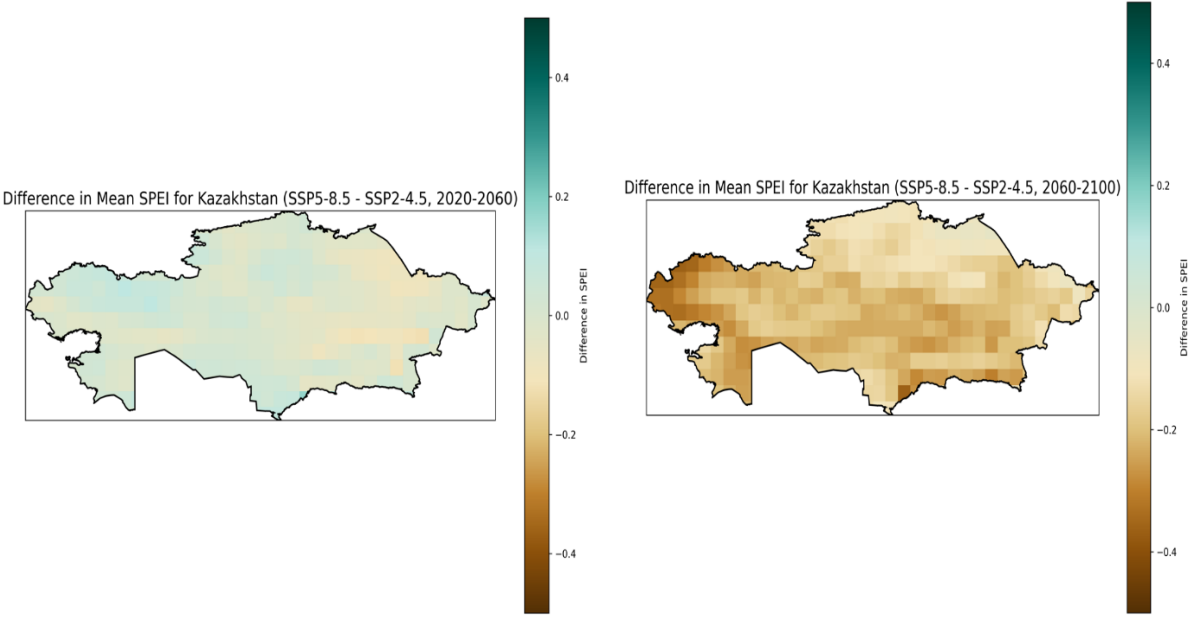 Difference in Mean SPEI for Kazakhstan (SSP5-8.5 - SSP2-4.5, 2020-2060)
0.4
0.2
0.0
−0.2
−0.4
Difference in SPEI
Difference in Mean SPEI for Kazakhstan (SSP5-8.5 - SSP2-4.5, 2060-2100)
0.4
0.2
0.0
−0.2
−0.4
Difference in SPEI